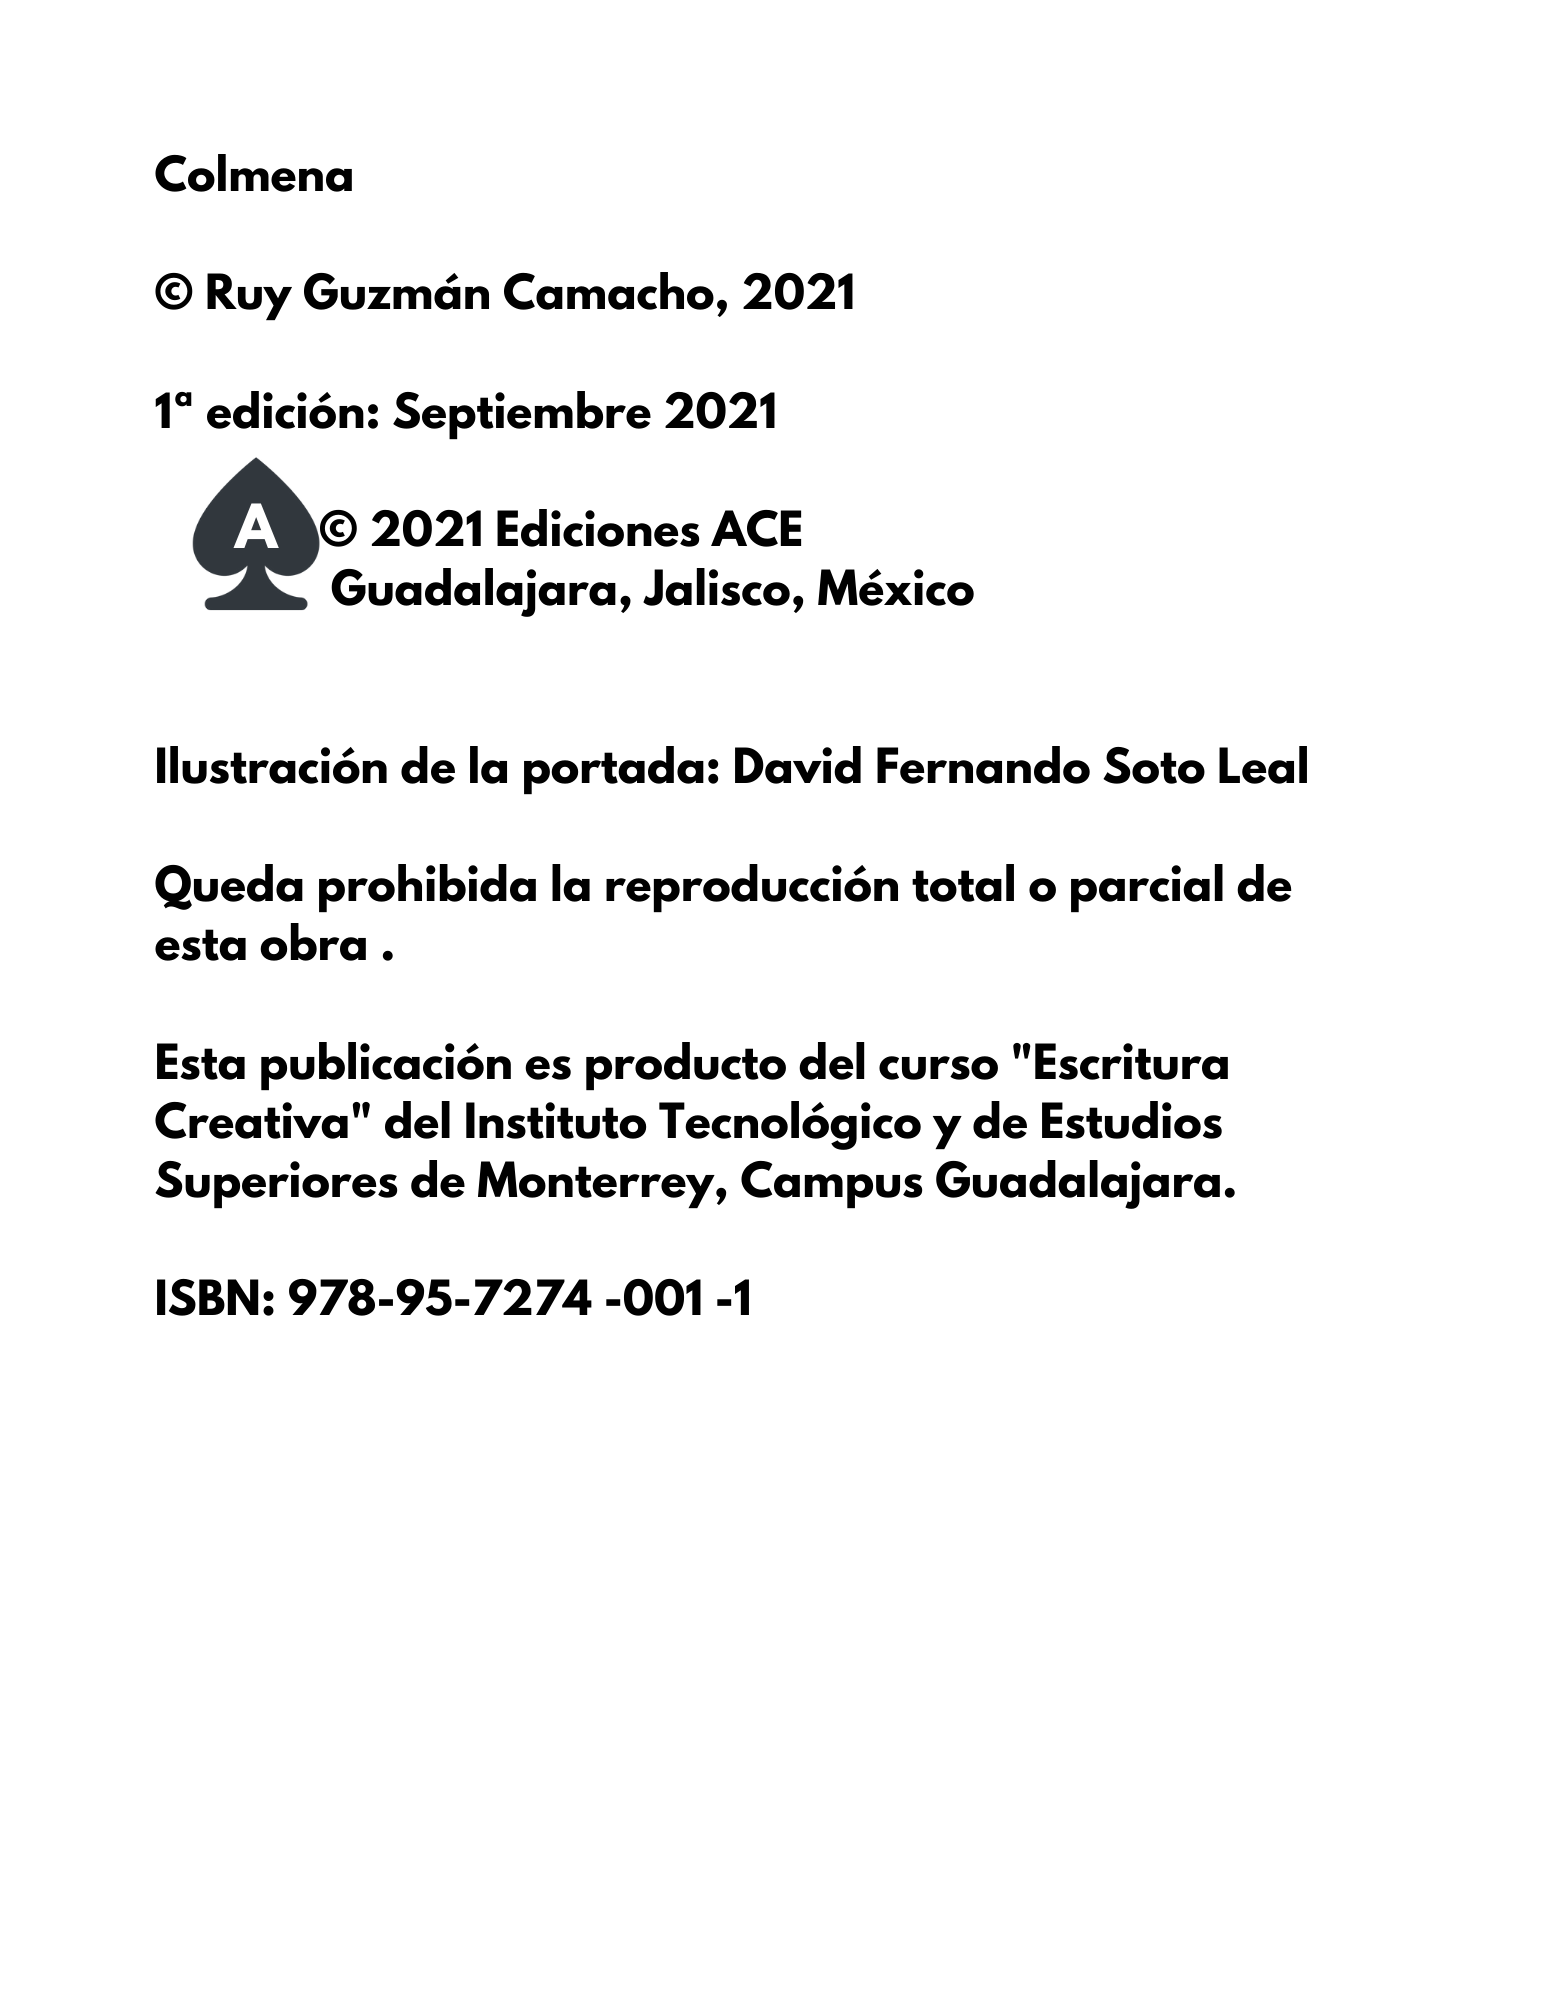 Colmena
© Ruy Guzmán Camacho, 2021
1ª edición: Septiembre 2021
A
© 2021 Ediciones ACE
Guadalajara, Jalisco, México
Ilustración de la portada: David Fernando Soto Leal
Queda prohibida la reproducción total o parcial de
esta obra .
Esta publicación es producto del curso "Escritura
Creativa" del Instituto Tecnológico y de Estudios
Superiores de Monterrey, Campus Guadalajara.
ISBN: 978-95-7274 -001 -1